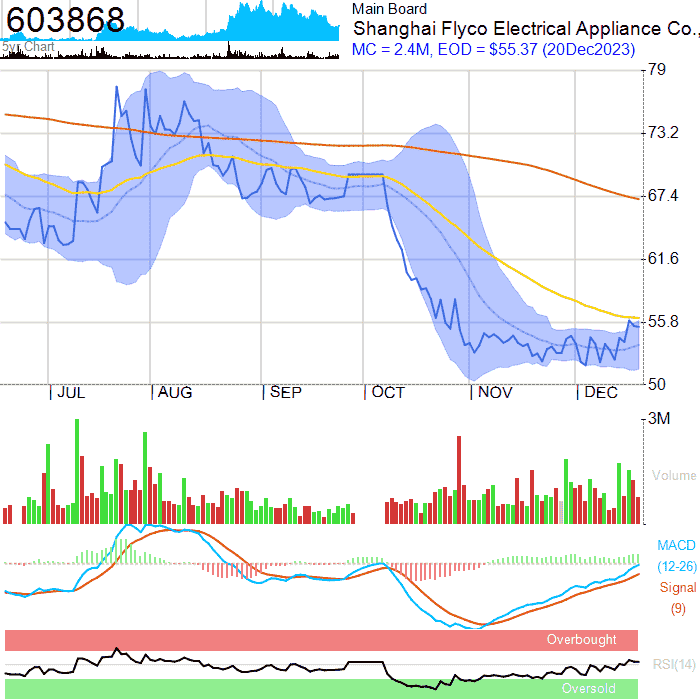 603868
5yr Chart
Main Board
Shanghai Flyco Electrical Appliance Co.,
MC = 2.4M, EOD = $55.37 (20Dec2023)
79
73.2
67.4
61.6
55.8
50
| JUL | AUG | SEP | OCT | NOV | DEC
3M
Volume
MACD
(12-26)
Signal
(9)
Overbought
RSI(14)
Oversold